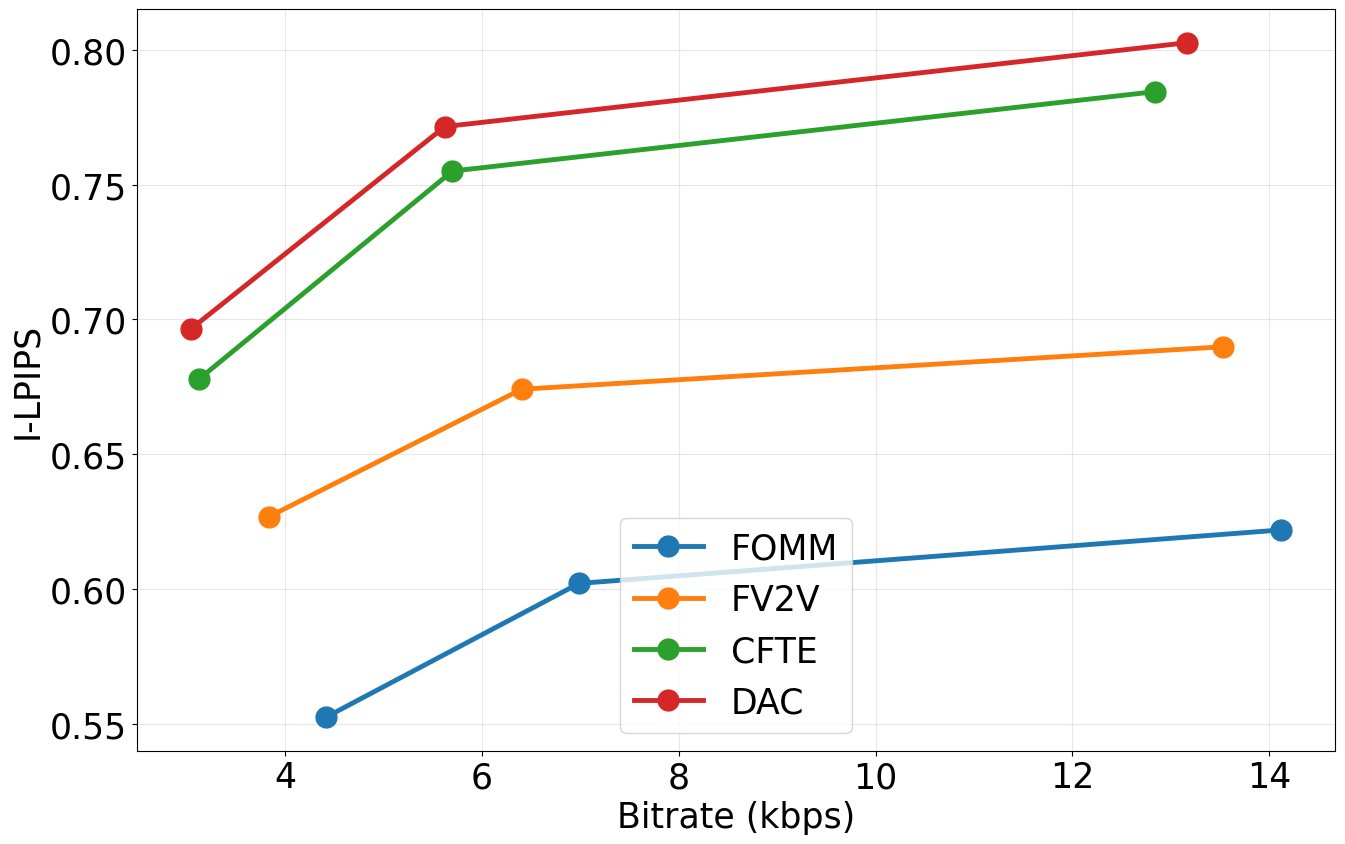 0.80
0.75
0.70
0.65
0.60
0.55
I-LPIPS
FOMM
FV2V
CFTE
DAC
4 6 8 10 12 14
Bitrate (kbps)